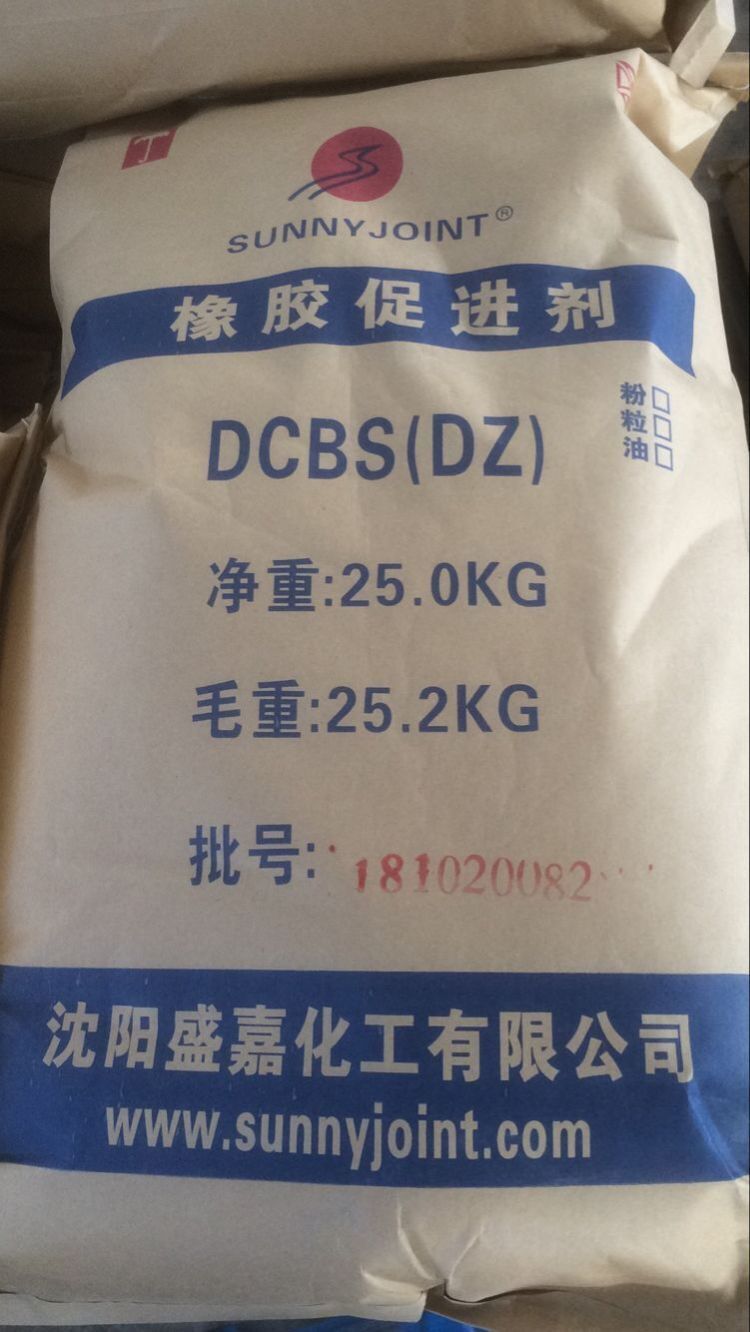 SUNNYJOINT®
橡胶促进剂
粉□
粒□
油□
DCBS(DZ)
净重:25.0KG
毛重:25.2KG
批号:181020082
沈阳盛嘉化工有限公司
www.sunnyjoint.com